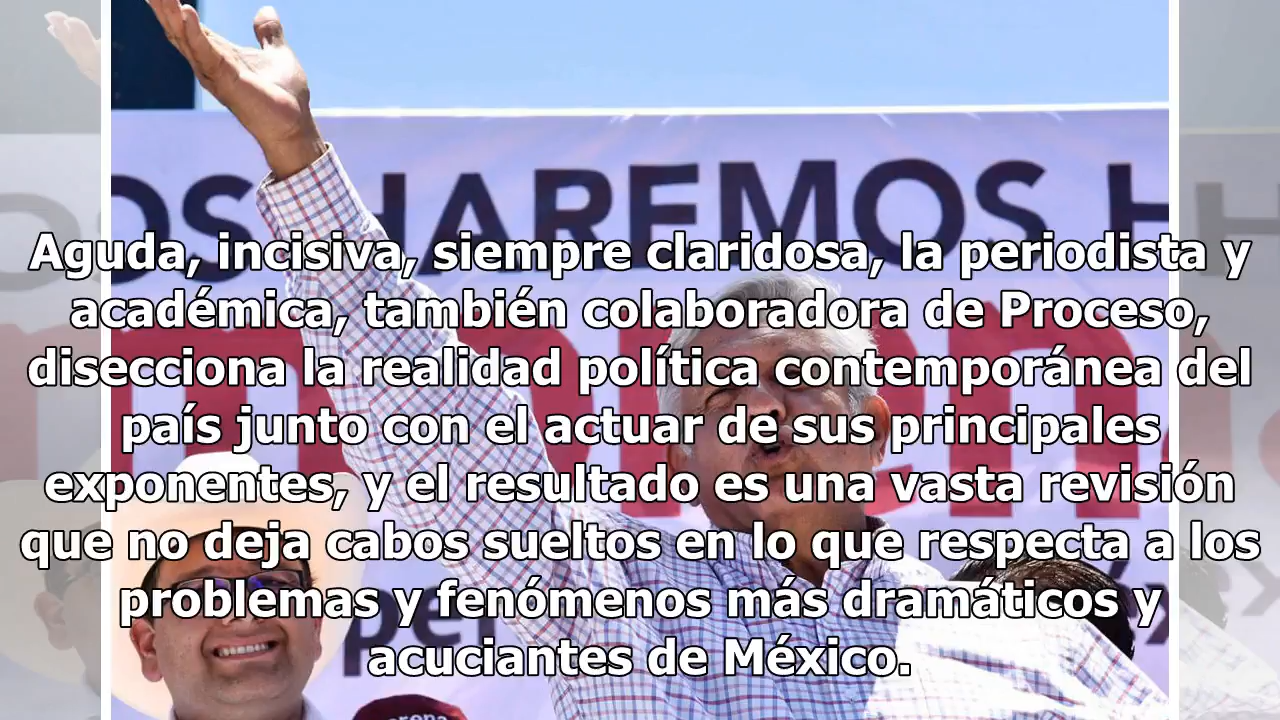 OS HAREMOS H
Aguda, incisiva, siempre claridosa, la periodista y
académica, también colaboradora de Proceso,
disecciona la realidad política contemporánea del
país junto con el actuar de sus principales
exponentes, y el resultado es una vasta revisión
que no deja cabos sueltos en lo que respecta a los
problemas y fenómenos más dramáticos y
acuciantes de México.